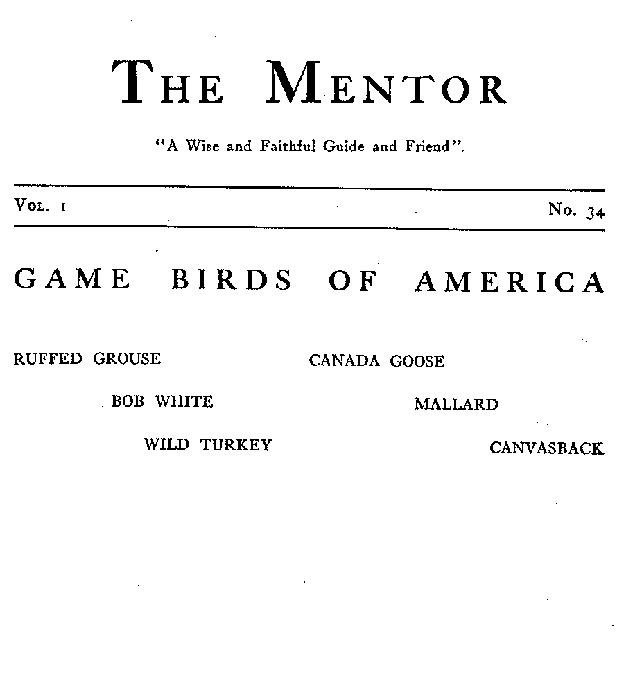 THE MENTOR
"A Wise and Faithful Guide and Friend".
VOL. 1 No. 34
GAME BIRDS OF AMERICA
RUFFED GROUSE CANADA GOOSE
BOB WHITE MALLARD
WILD TURKEY CANVASBACK